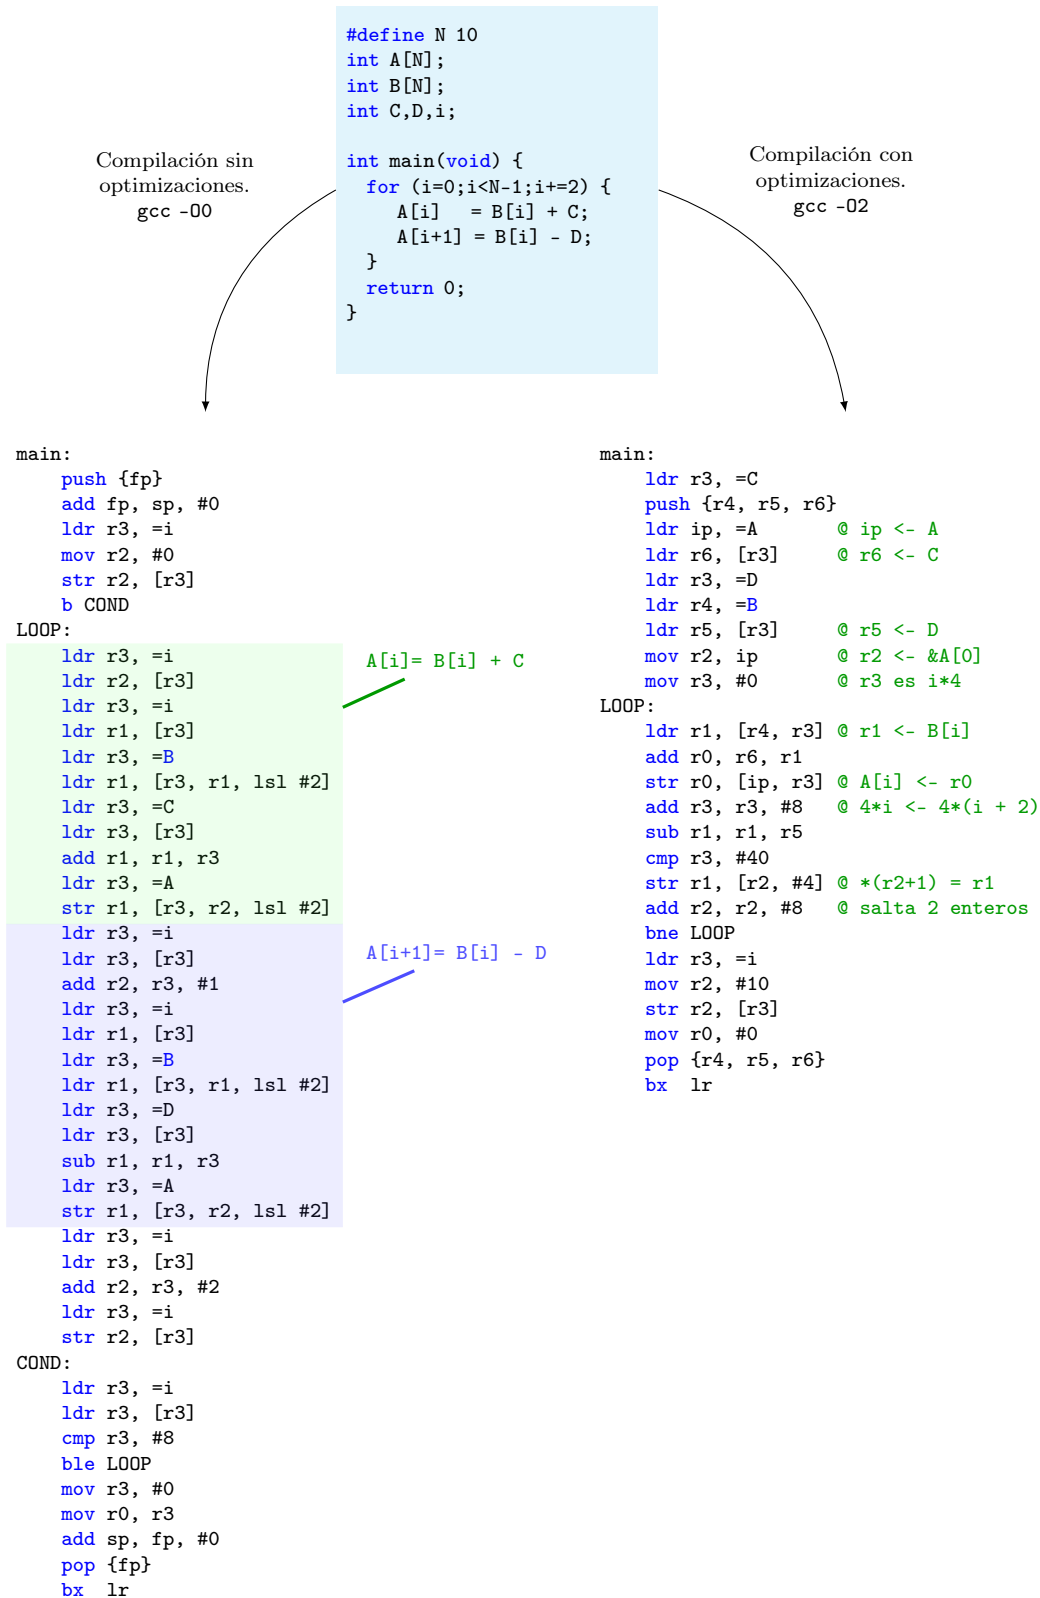 #define N 10
int A[N];
int B[N];
int C,D,i;
int main(void) {
  for (i=0;i<N-1;i+=2) {
     A[i]   = B[i] + C;
     A[i+1] = B[i] - D;
  }
  return 0;
}
Compilación sin
optimizaciones.
gcc -O0
Compilación con
optimizaciones.
gcc -O2
main:
    push {fp}
    add fp, sp, #0
    ldr r3, =i
    mov r2, #0
    str r2, [r3]
    b COND
LOOP:
    ldr r3, =i
    ldr r2, [r3]
    ldr r3, =i
    ldr r1, [r3]
    ldr r3, =B
    ldr r1, [r3, r1, lsl #2]
    ldr r3, =C
    ldr r3, [r3]
    add r1, r1, r3
    ldr r3, =A
    str r1, [r3, r2, lsl #2]
    ldr r3, =i
    ldr r3, [r3]
    add r2, r3, #1
    ldr r3, =i
    ldr r1, [r3]
    ldr r3, =B
    ldr r1, [r3, r1, lsl #2]
    ldr r3, =D
    ldr r3, [r3]
    sub r1, r1, r3
    ldr r3, =A
    str r1, [r3, r2, lsl #2]
    ldr r3, =i
    ldr r3, [r3]
    add r2, r3, #2
    ldr r3, =i
    str r2, [r3]
COND:
    ldr r3, =i
    ldr r3, [r3]
    cmp r3, #8
    ble LOOP
    mov r3, #0
    mov r0, r3
    add sp, fp, #0
    pop {fp}
    bx  lr
A[i]= B[i] + C
A[i+1]= B[i] - D
main:
    ldr r3, =C
    push {r4, r5, r6}
    ldr ip, =A       @ ip <- A
    ldr r6, [r3]     @ r6 <- C
    ldr r3, =D
    ldr r4, =B
    ldr r5, [r3]     @ r5 <- D
    mov r2, ip       @ r2 <- &A[0]
    mov r3, #0       @ r3 es i*4
LOOP:
    ldr r1, [r4, r3] @ r1 <- B[i]
    add r0, r6, r1
    str r0, [ip, r3] @ A[i] <- r0
    add r3, r3, #8   @ 4*i <- 4*(i + 2)
    sub r1, r1, r5
    cmp r3, #40
    str r1, [r2, #4] @ *(r2+1) = r1
    add r2, r2, #8   @ salta 2 enteros
    bne LOOP
    ldr r3, =i
    mov r2, #10
    str r2, [r3]
    mov r0, #0
    pop {r4, r5, r6}
    bx  lr